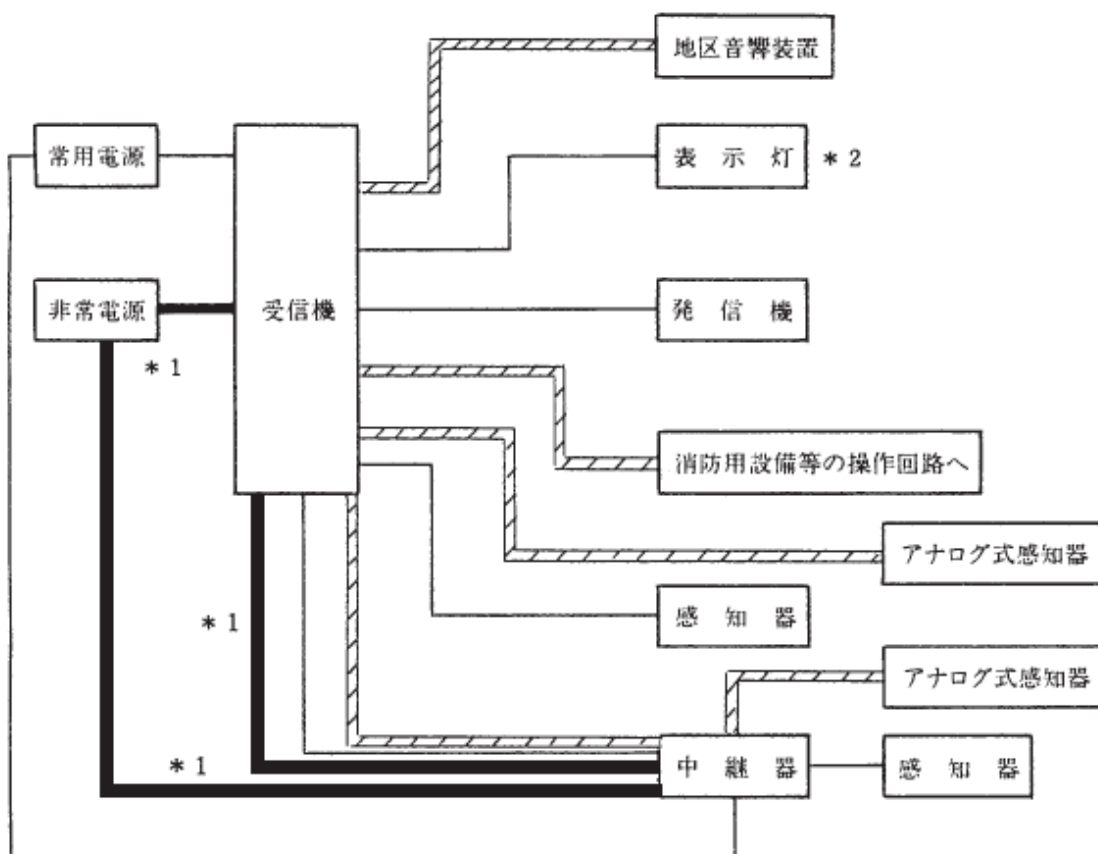 地区音響装置
常用電源
表示灯 *2
非常電源
受信機
発信機
*1
消防用設備等の操作回路へ
アナログ式感知器
感知器
*1
アナログ式感知器
*1
中継器
感知器